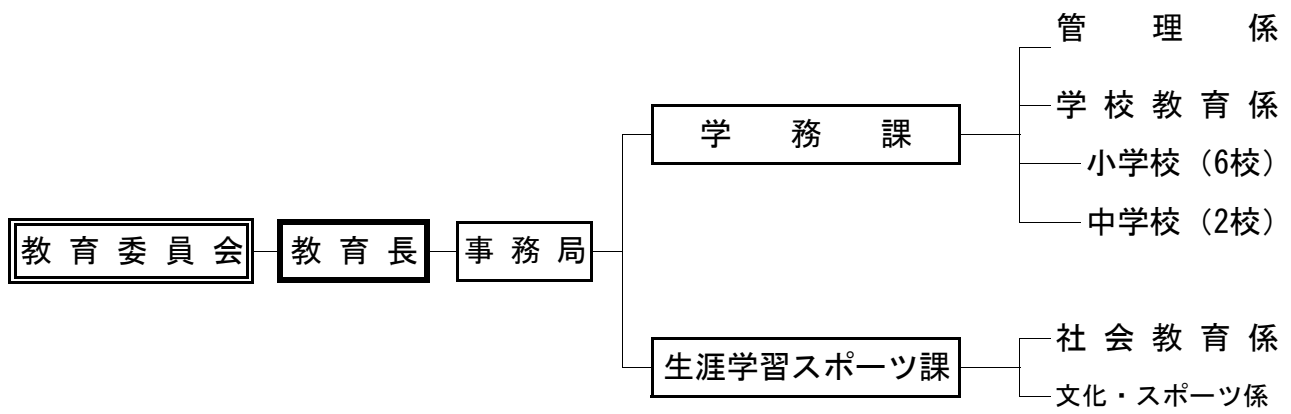 管理係
学校教育係
学務課
小学校（6校）
中学校（2校）
教育委員会
教育長
事務局
社会教育係
生涯学習スポーツ課
文化・スポーツ係